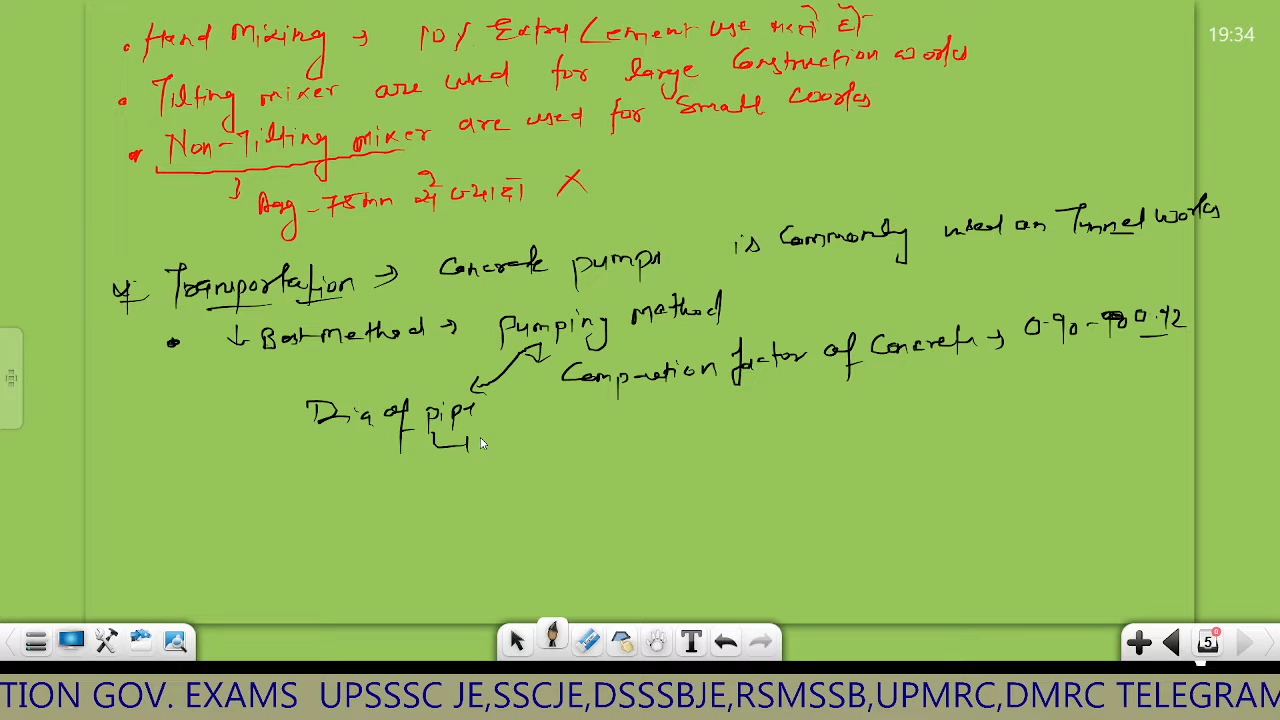 • Hand Mixing → 10% Extra Cement use करते है
19:34
• Tilting mixer are used for large Construction works
• Non-Tilting mixer are used for Small works
Agg - 75mm से ज्यादा X
* Transportation → Concrete pumps is Commonly used on Tunnel works
• ↓ Best Method → Pumping Method
Compaction factor of Concrete → 0.90 - 0.92
Dia of pipe
5
TION GOV. EXAMS UPSSSC JE,SSCJE,DSSSBJE,RSMSSB,UPMRC,DMRC TELEGRAM